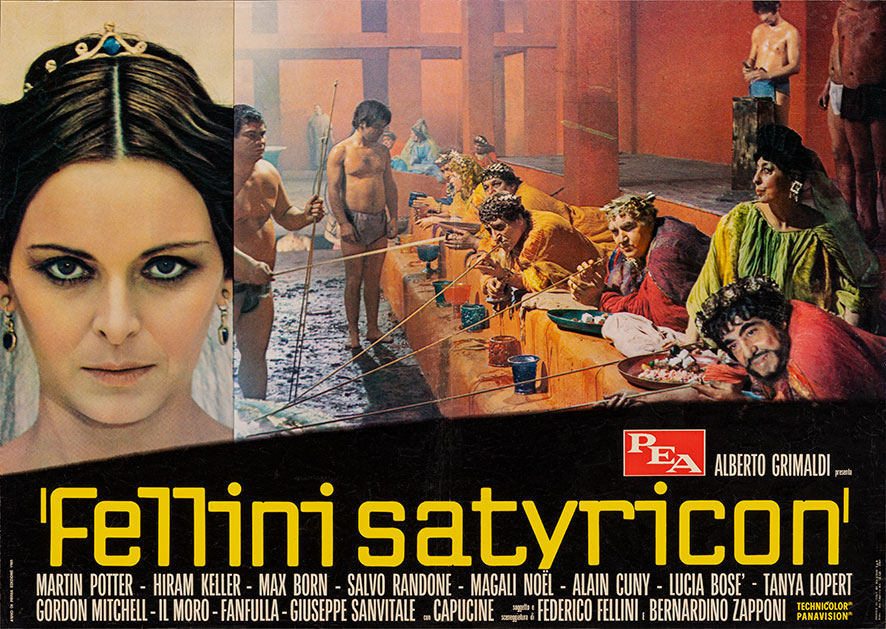 PEA
ALBERTO GRIMALDI presenta
'Fellini satyricon'
MARTIN POTTER - HIRAM KELLER - MAX BORN - SALVO RANDONE - MAGALI NOËL - ALAIN CUNY - LUCIA BOSE' - TANYA LOPERT
GORDON MITCHELL - IL MORO - FANFULLA - GIUSEPPE SANVITALE con CAPUCINE soggetto e sceneggiatura di FEDERICO FELLINI e BERNARDINO ZAPPONI
TECHNICOLOR®
PANAVISION®